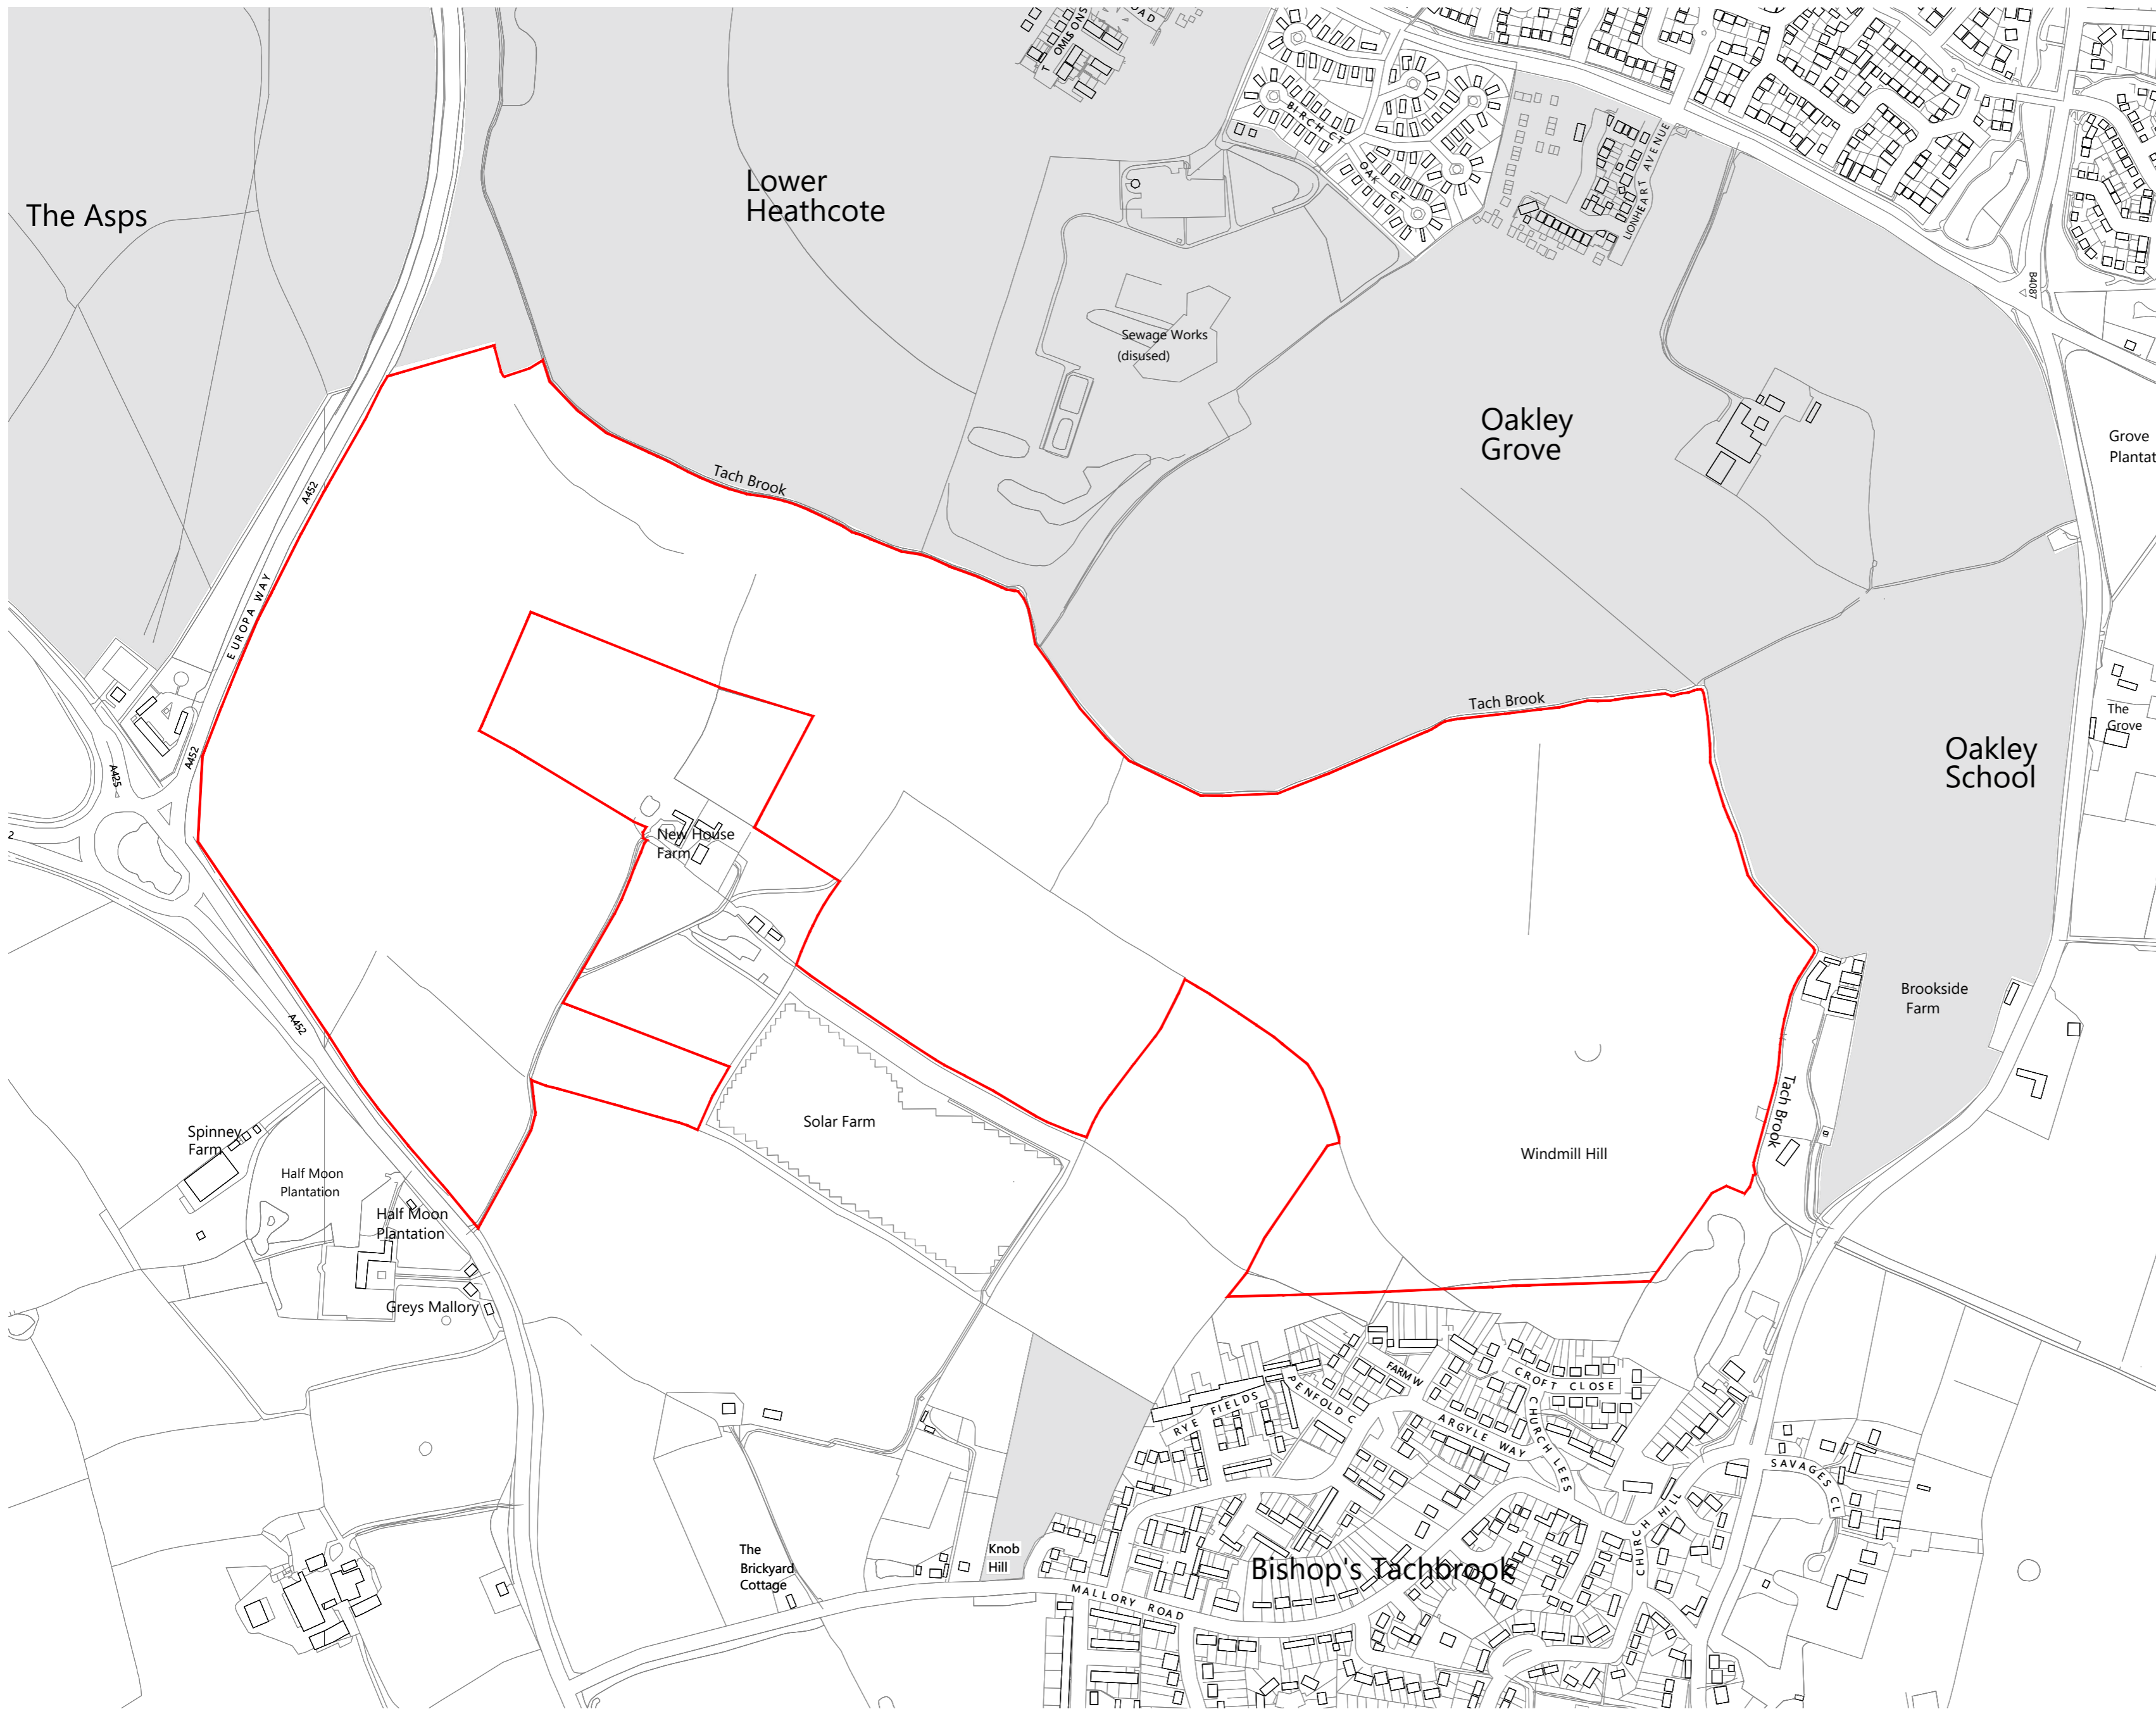 OAD
The Asps
Lower
Heathcote
BIRCH CT
OAK CT
LIONHEART AVENUE
B4087
Sewage Works
(disused)
Oakley
Grove
Grove
Plantat
Tach Brook
A452
EUROPA WAY
A452
A425
2
Tach Brook
The
Grove
Oakley
School
New House
Farm
Brookside
Farm
A452
Spinney
Farm
Half Moon
Plantation
Half Moon
Plantation
Greys Mallory
Solar Farm
Windmill Hill
Tach Brook
RYE FIELDS
PENFOLD C
FARM W
CROFT CLOSE
ARGYLE WAY
CHURCH LEES
SAVAGES CL
CHURCH HILL
The
Brickyard
Cottage
Knob
Hill
Bishop's Tachbrook
MALLORY ROAD